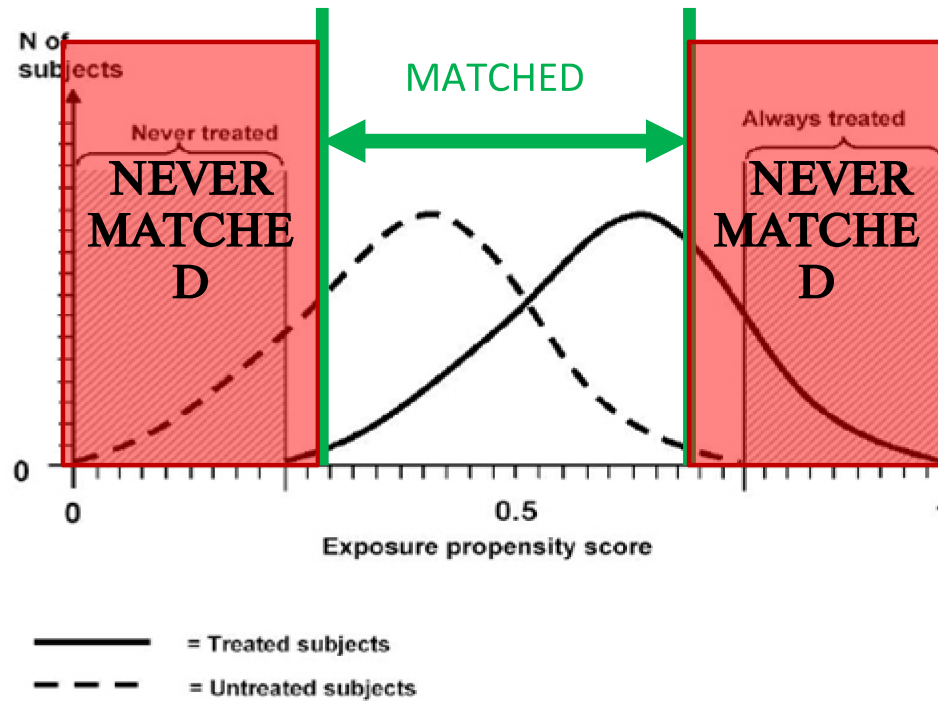 N of
subjects
MATCHED
Never treated
Always treated
NEVER
MATCHE
D
NEVER
MATCHE
D
0
0
0.5
Exposure propensity score
= Treated subjects
= Untreated subjects